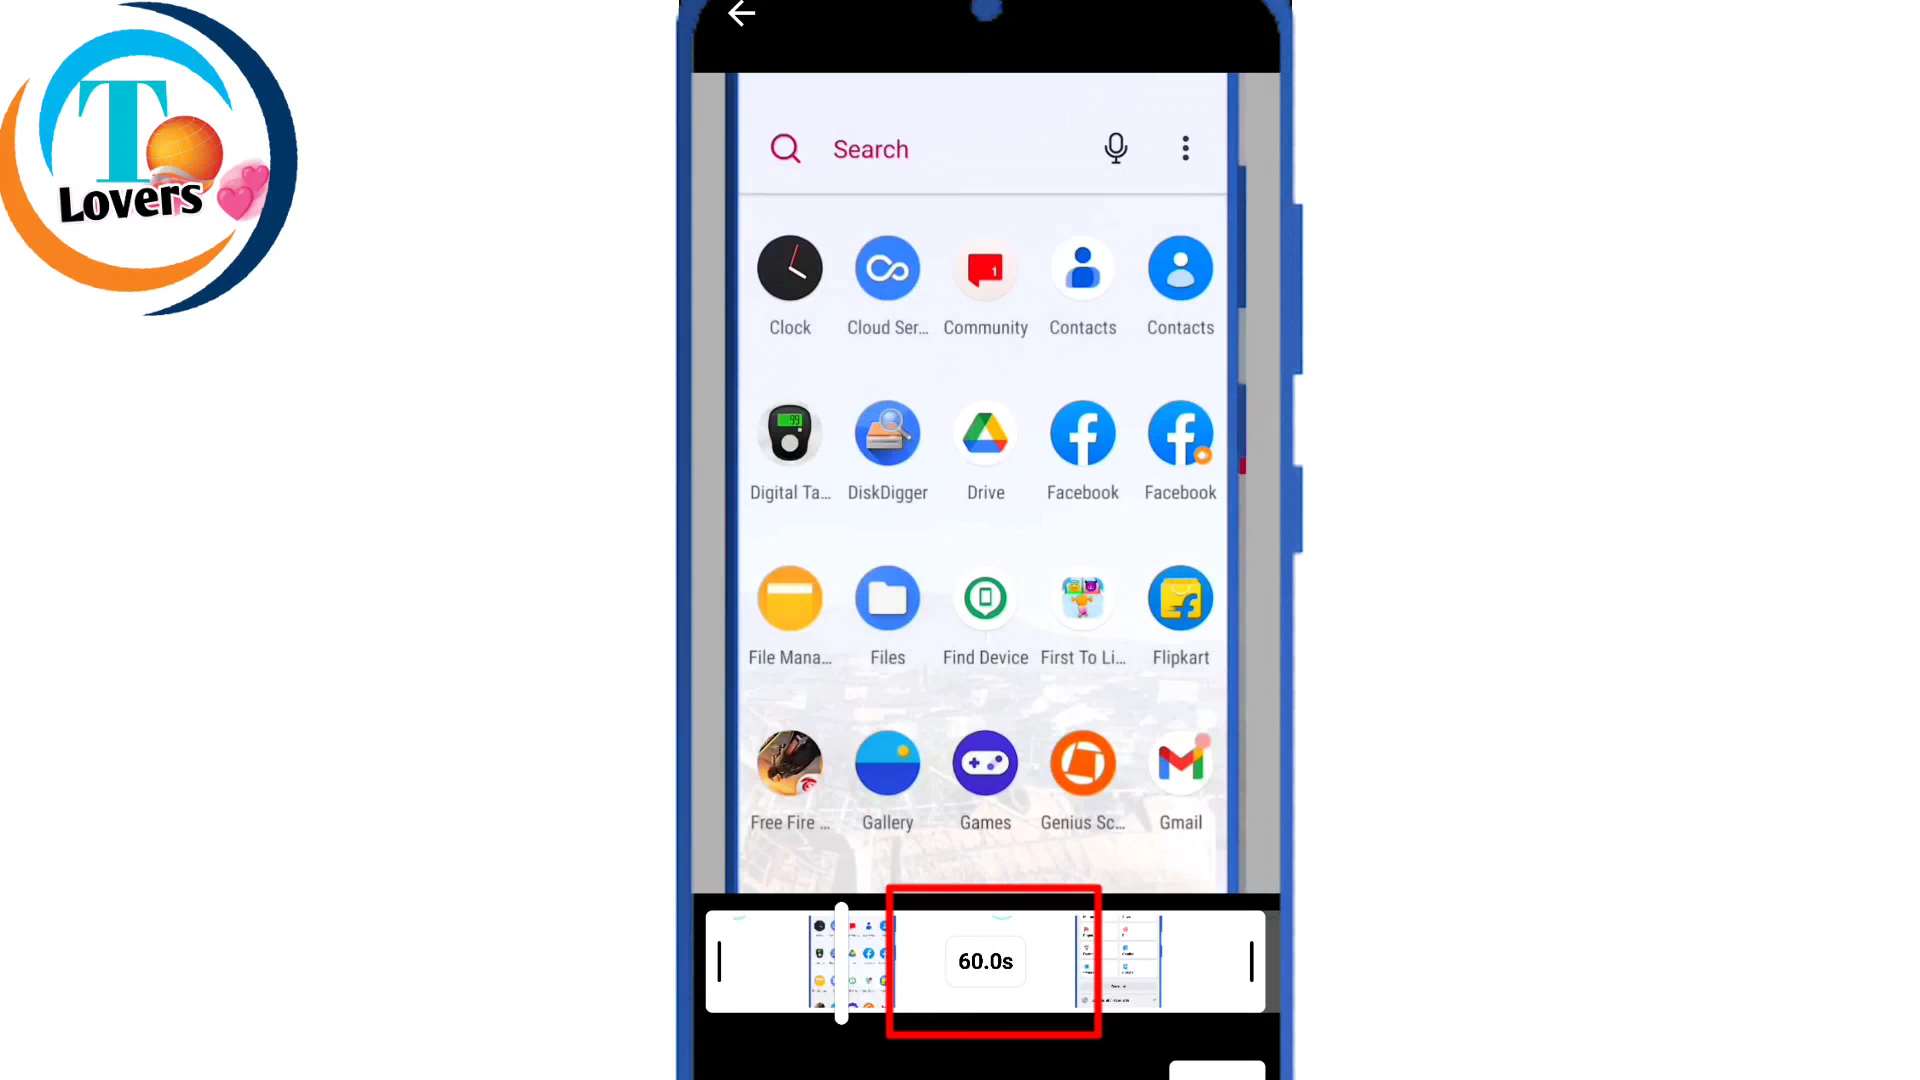 T
Lovers
Search
Clock
Cloud Ser...
Community
Contacts
Contacts
Digital Ta...
DiskDigger
Drive
Facebook
Facebook
File Mana...
Files
Find Device
First To Li...
Flipkart
Free Fire ...
Gallery
Games
Genius Sc...
Gmail
60.0s